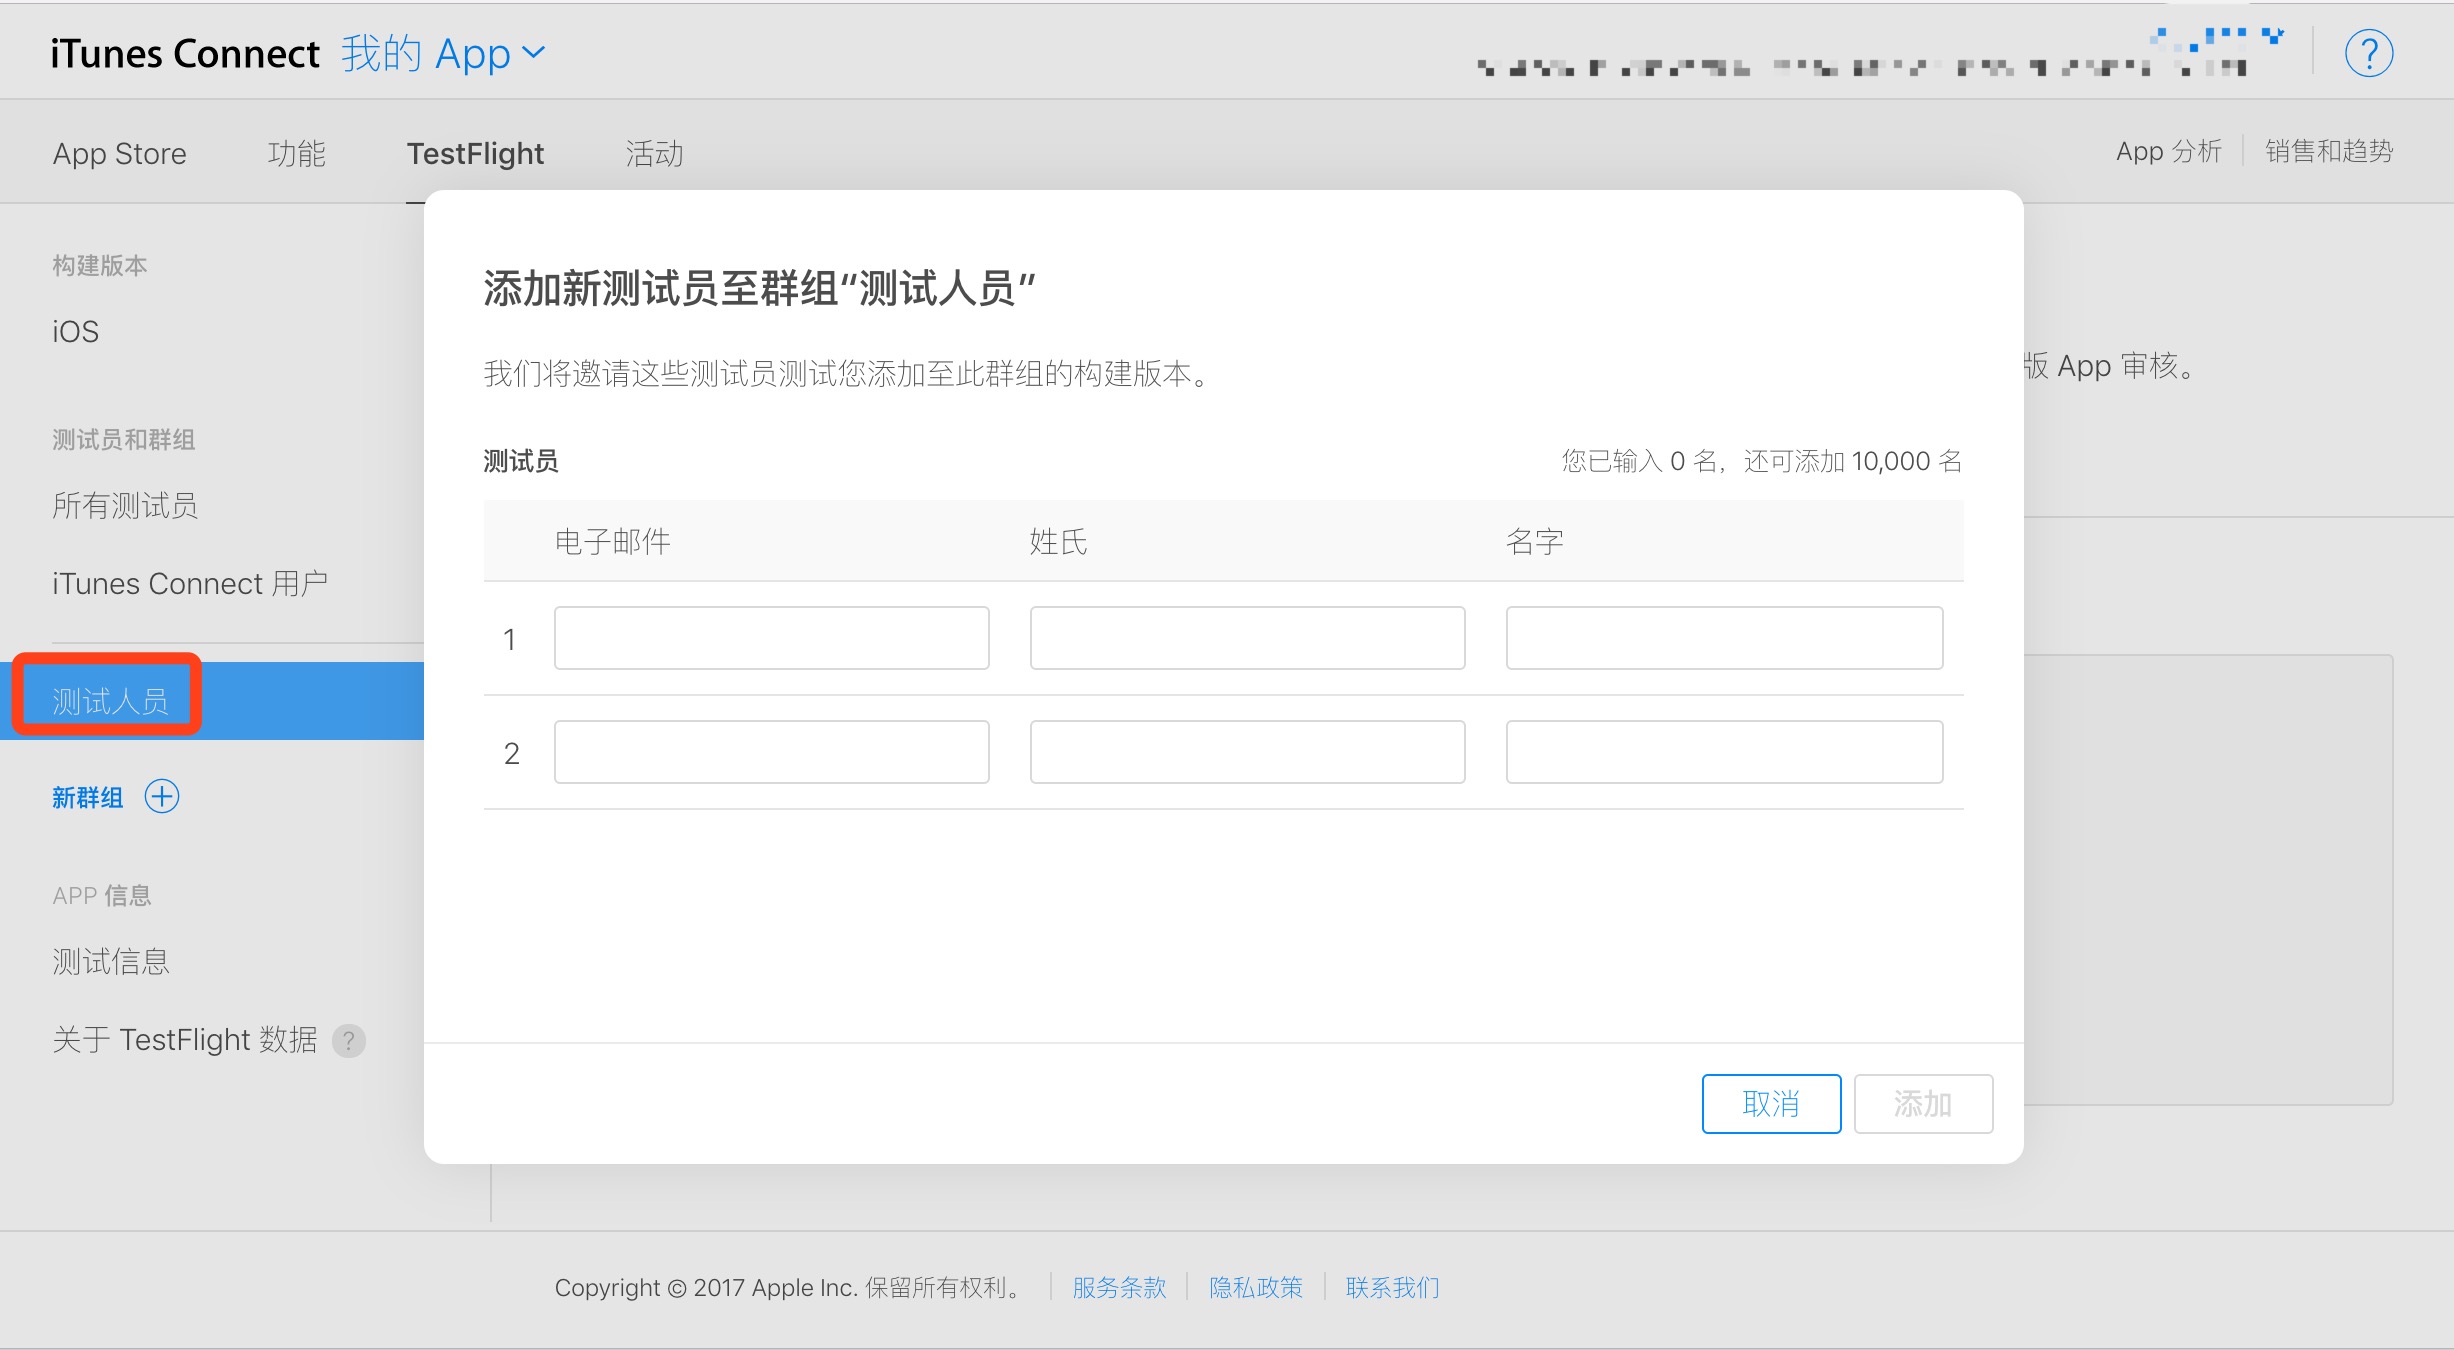 iTunes Connect 我的 App
App Store 功能 TestFlight 活动 App 分析 销售和趋势
构建版本
iOS
测试员和群组
所有测试员
iTunes Connect 用户
测试人员
新群组
APP 信息
测试信息
关于 TestFlight 数据 ?
添加新测试员至群组“测试人员”
我们将邀请这些测试员测试您添加至此群组的构建版本。
测试员 您已输入 0 名，还可添加 10,000 名
电子邮件 姓氏 名字
1
2
取消 添加
版 App 审核。
Copyright © 2017 Apple Inc. 保留所有权利。 服务条款 隐私政策 联系我们